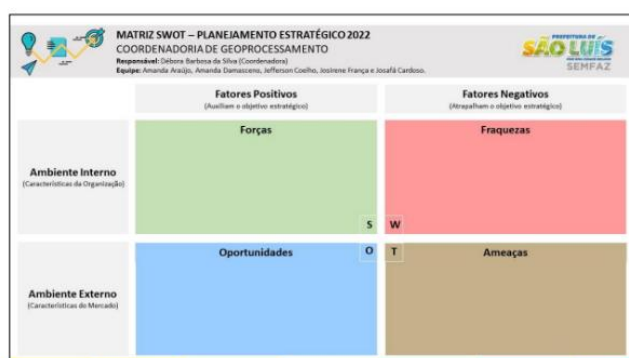 MATRIZ SWOT – PLANEJAMENTO ESTRATÉGICO 2022
COORDENADORIA DE GEOPROCESSAMENTO
Responsável: Débora Barbosa da Silva (Coordenadora)
Equipe: Amanda Araújo, Amanda Damasceno, Jefferson Coelho, Josirene França e Josafá Cardoso.
PREFEITURA DE
SÃO LUÍS
SEMFAZ
Fatores Positivos
(Auxiliam o objetivo estratégico)
Fatores Negativos
(Atrapalham o objetivo estratégico)
Ambiente Interno
(Características da Organização)
Forças
S
Fraquezas
W
Ambiente Externo
(Características do Mercado)
Oportunidades
O
T
Ameaças